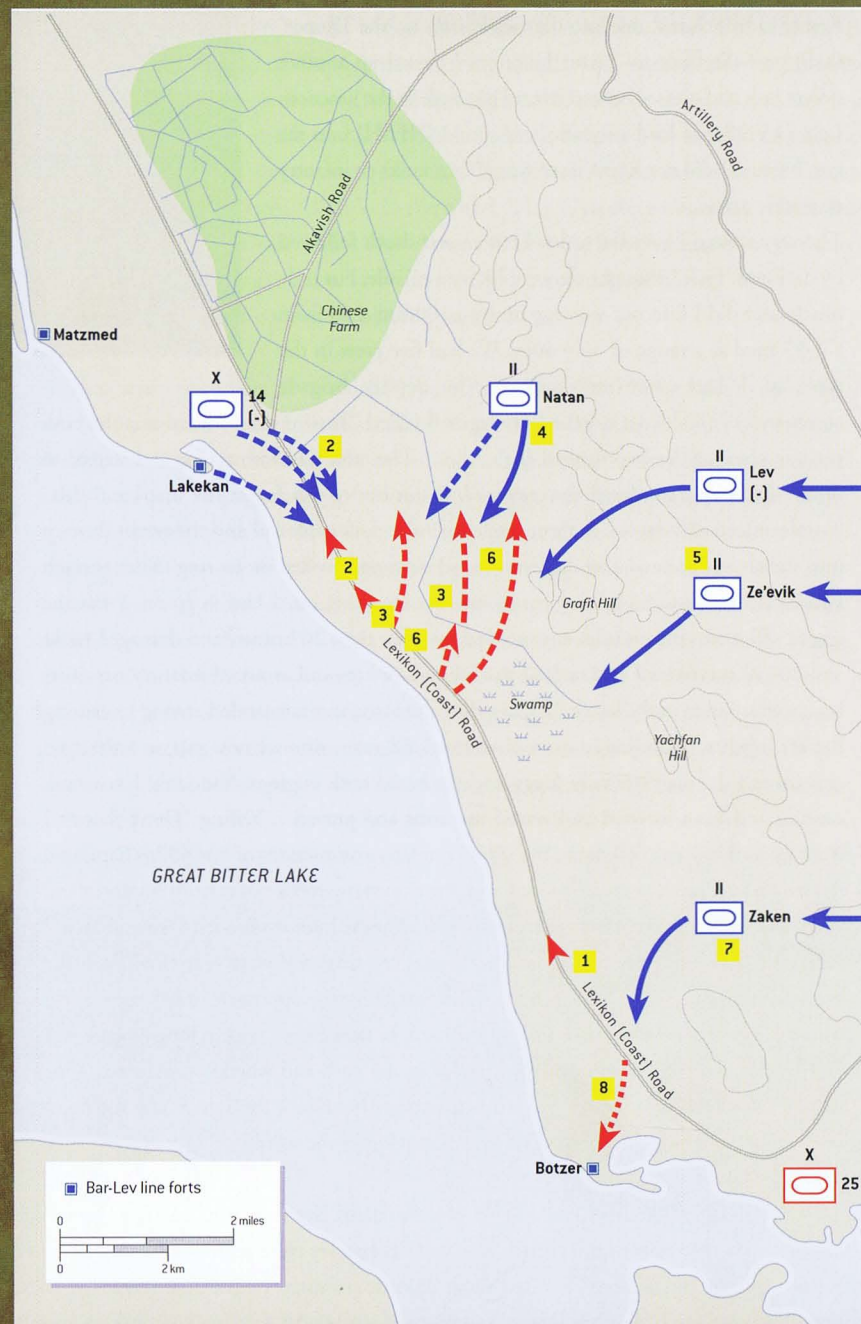 Artillery Road
Akavish Road
Chinese Farm
Matzmed
X
14
(-)
2
Lakekan
II
Natan
4
II
Lev
(-)
5
II
Ze'evik
2
3
6
3
6
Grafit Hill
Lexikon (Coast) Road
Swamp
Yachfan
Hill
GREAT BITTER LAKE
II
Zaken
7
1
Lexikon (Coast) Road
8
Botzer
X
25
Bar-Lev line forts
0
2 miles
0
2 km